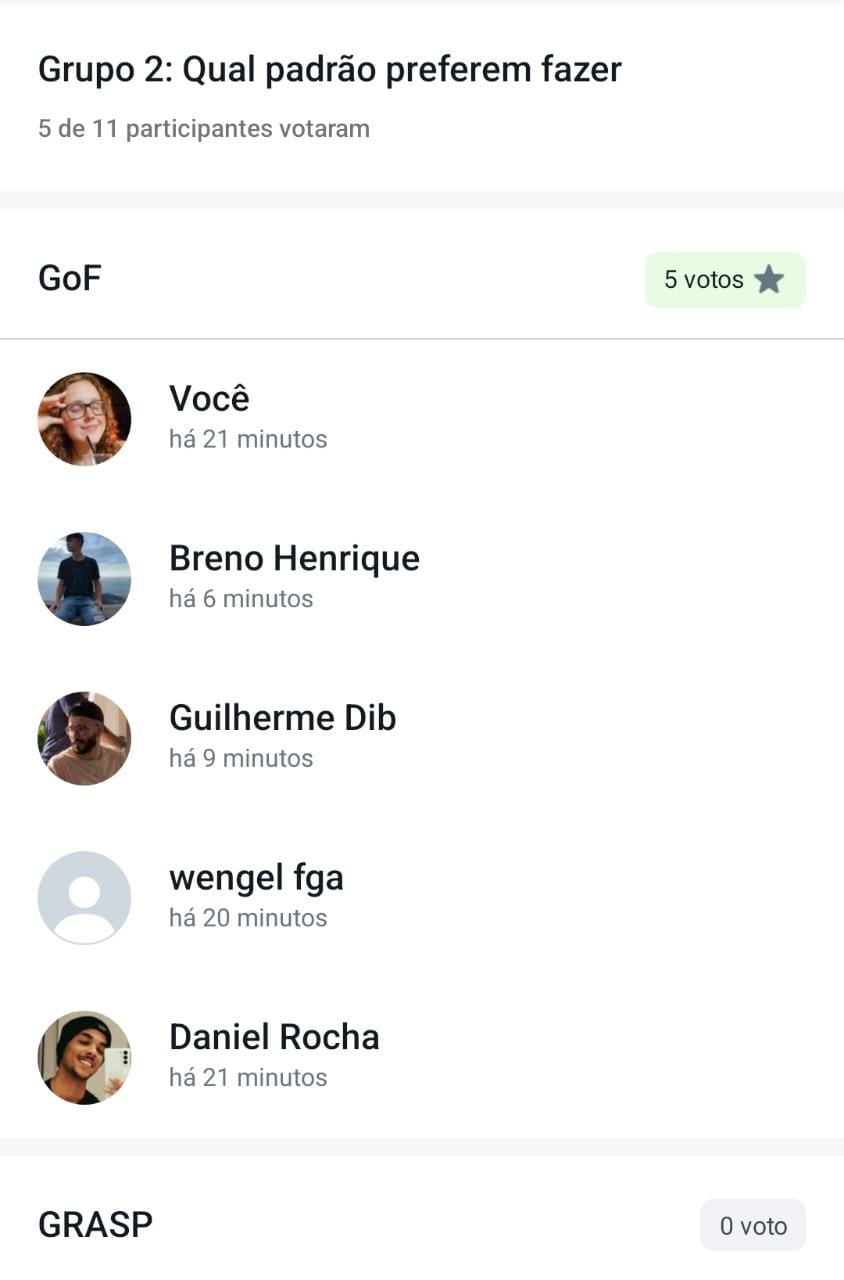 Grupo 2: Qual padrão preferem fazer
5 de 11 participantes votaram
GoF
5 votos
Você
há 21 minutos
Breno Henrique
há 6 minutos
Guilherme Dib
há 9 minutos
wengel fga
há 20 minutos
Daniel Rocha
há 21 minutos
GRASP
0 voto